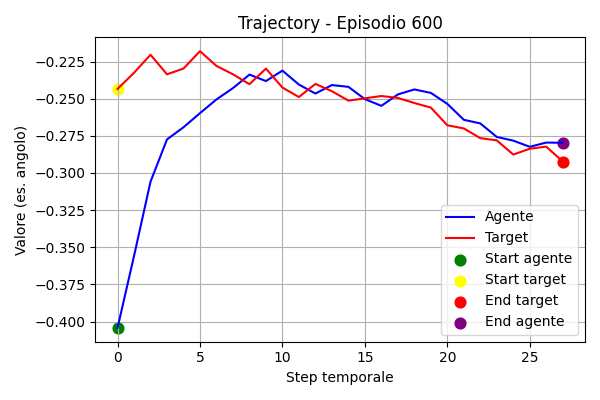 Trajectory - Episodio 600
Valore (es. angolo)
−0.225
−0.250
−0.275
−0.300
−0.325
−0.350
−0.375
−0.400
Agente
Target
Start agente
Start target
End target
End agente
0
5
10
15
20
25
Step temporale